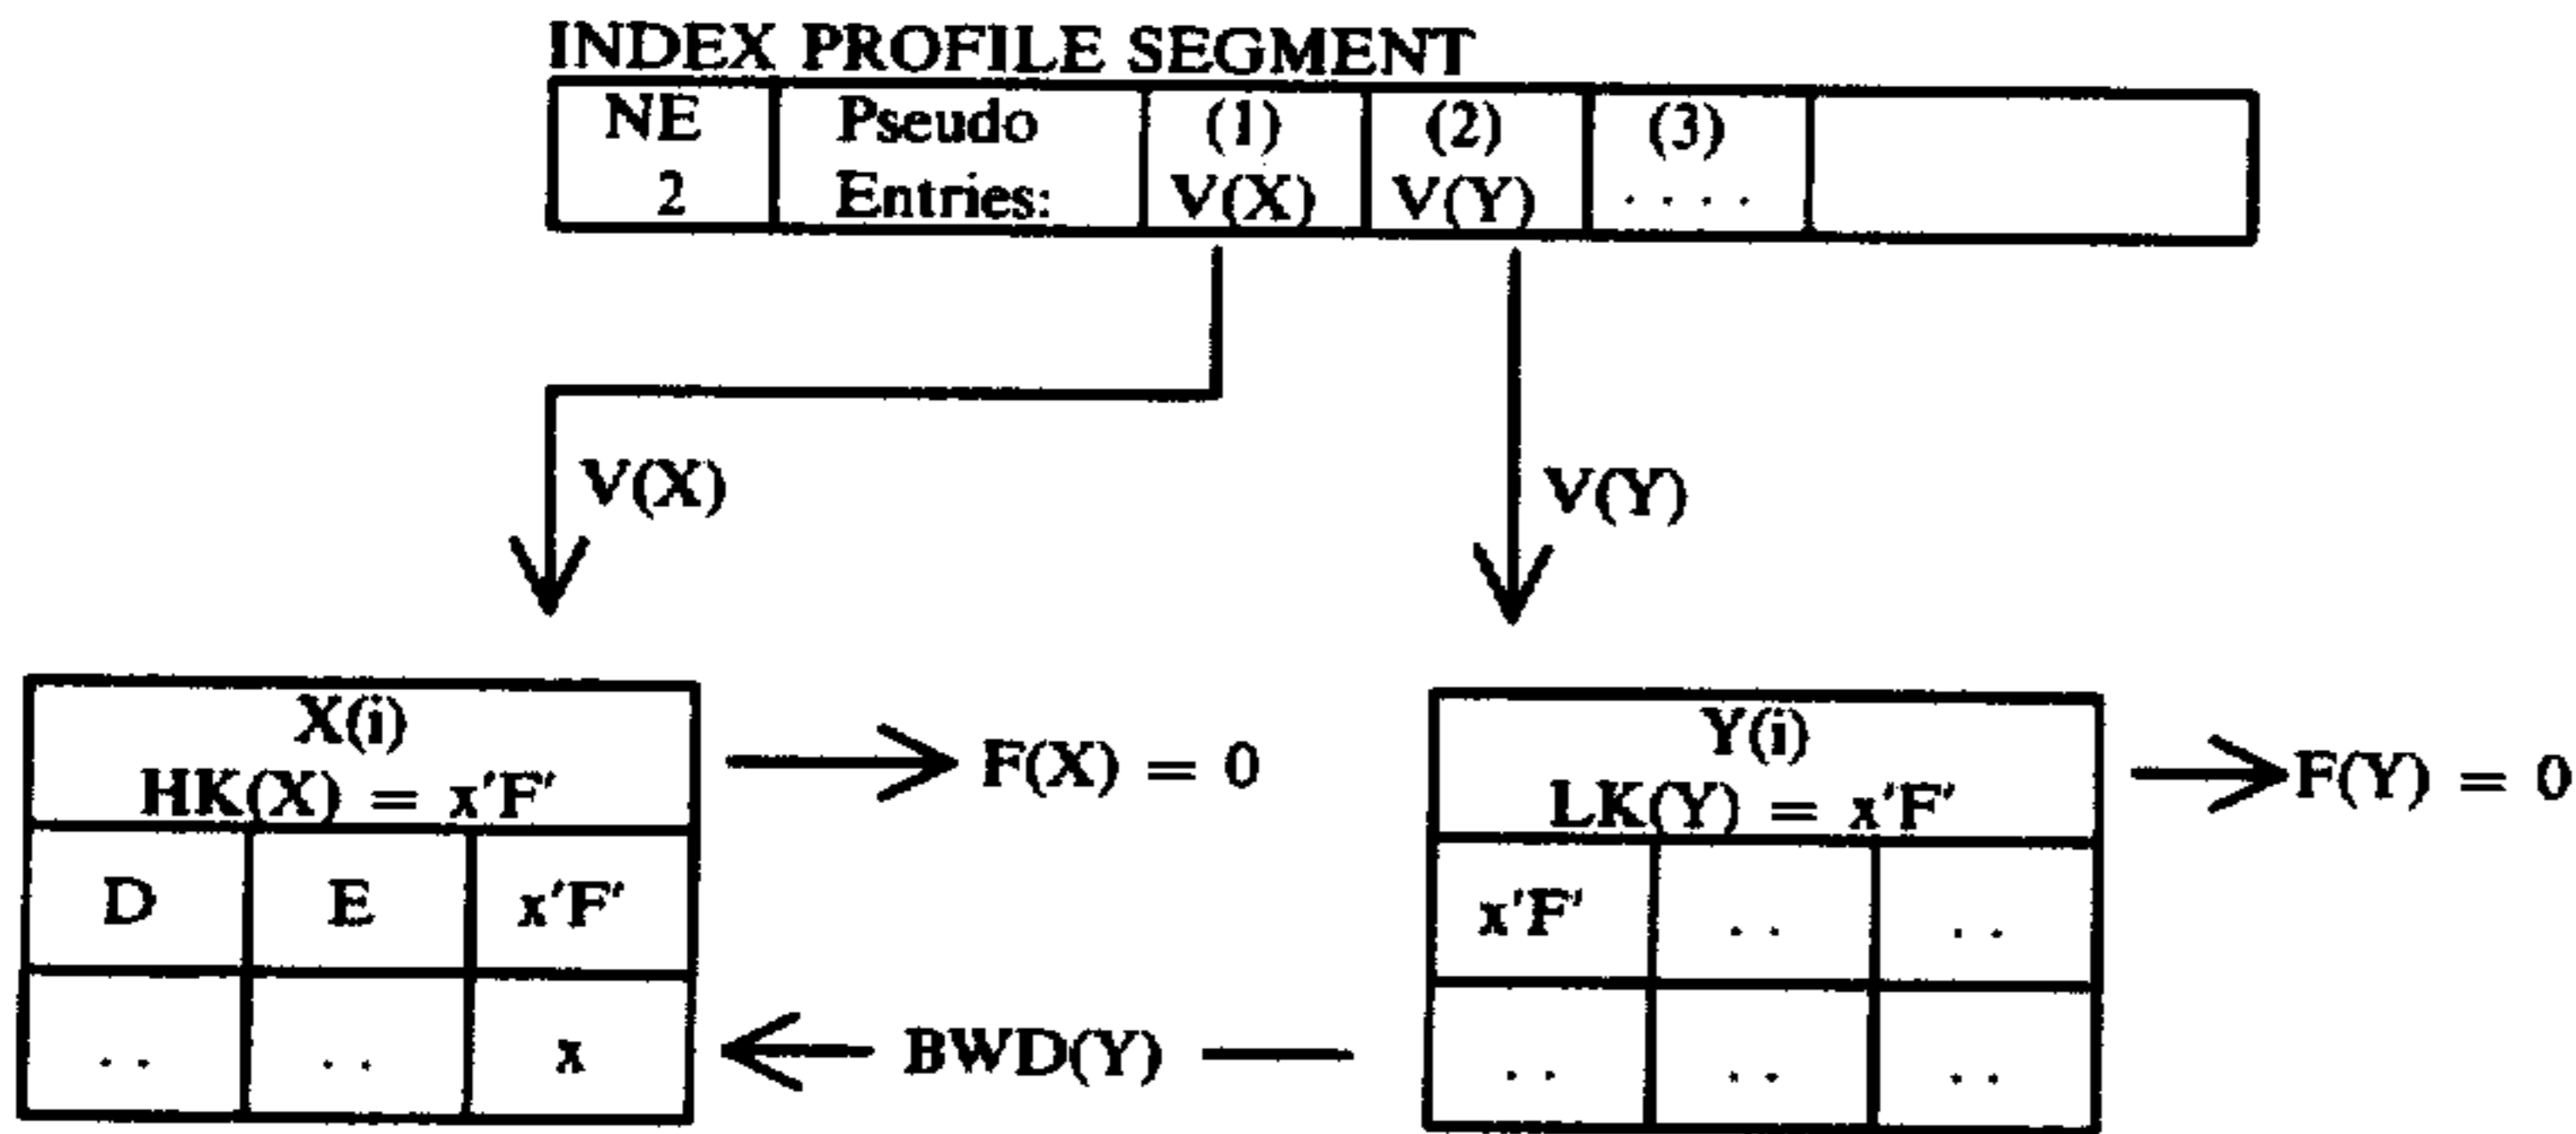 INDEX PROFILE SEGMENT
NE Pseudo (1) (2) (3)
2 Entries: V(X) V(Y) ....
V(X) V(Y)
X(i) Y(i)
HK(X) = x'F' F(X) = 0 LK(Y) = x'F' F(Y) = 0
D E x'F' x'F' .. ..
.. .. x BWD(Y) .. .. ..